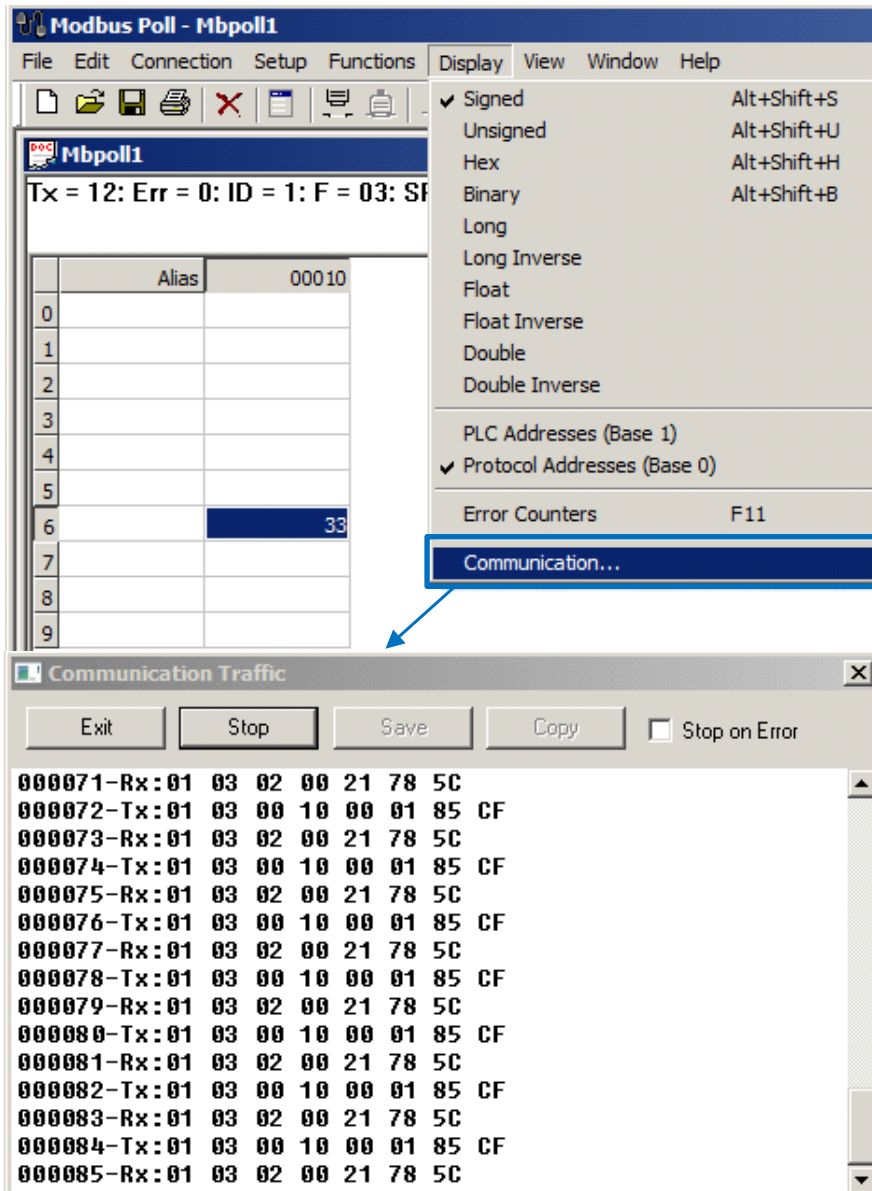 Modbus Poll - Mbpoll1
File Edit Connection Setup Functions Display View Window Help
Signed Alt+Shift+S
Unsigned Alt+Shift+U
Hex Alt+Shift+H
Binary Alt+Shift+B
Long
Long Inverse
Float
Float Inverse
Double
Double Inverse
PLC Addresses (Base 1)
Protocol Addresses (Base 0)
Error Counters F11
Communication...
DOC
Mbpoll1
Tx = 12: Err = 0: ID = 1: F = 03: SR
Alias 00010
0
1
2
3
4
5
6 33
7
8
9
Communication Traffic
Exit Stop Save Copy Stop on Error
000071-Rx:01 03 02 00 21 78 5C
000072-Tx:01 03 00 10 00 01 85 CF
000073-Rx:01 03 02 00 21 78 5C
000074-Tx:01 03 00 10 00 01 85 CF
000075-Rx:01 03 02 00 21 78 5C
000076-Tx:01 03 00 10 00 01 85 CF
000077-Rx:01 03 02 00 21 78 5C
000078-Tx:01 03 00 10 00 01 85 CF
000079-Rx:01 03 02 00 21 78 5C
000080-Tx:01 03 00 10 00 01 85 CF
000081-Rx:01 03 02 00 21 78 5C
000082-Tx:01 03 00 10 00 01 85 CF
000083-Rx:01 03 02 00 21 78 5C
000084-Tx:01 03 00 10 00 01 85 CF
000085-Rx:01 03 02 00 21 78 5C